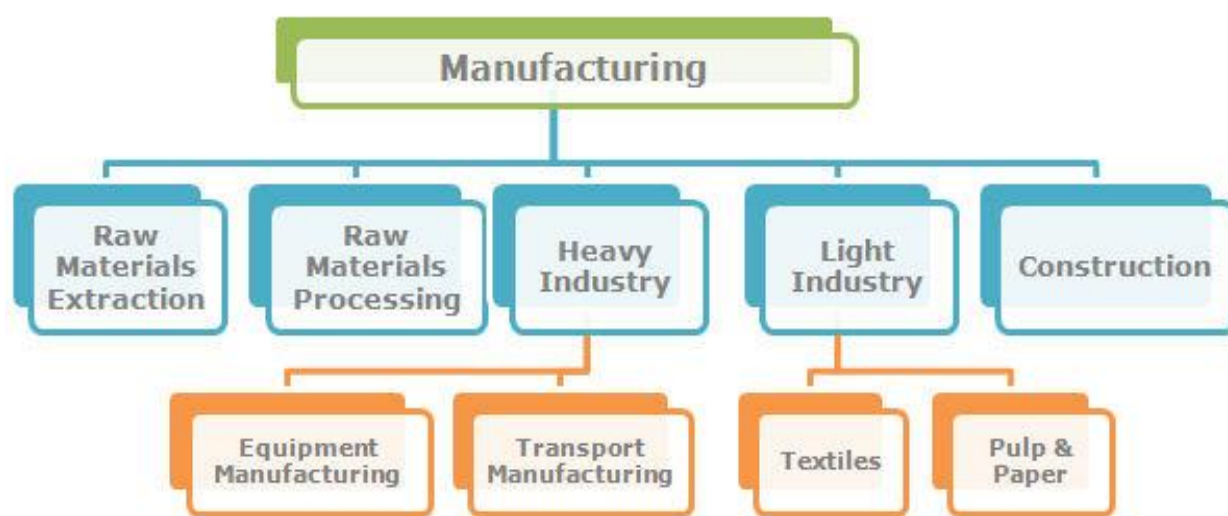 Manufacturing
Raw
Materials
Extraction
Raw
Materials
Processing
Heavy
Industry
Light
Industry
Construction
Equipment
Manufacturing
Transport
Manufacturing
Textiles
Pulp &
Paper